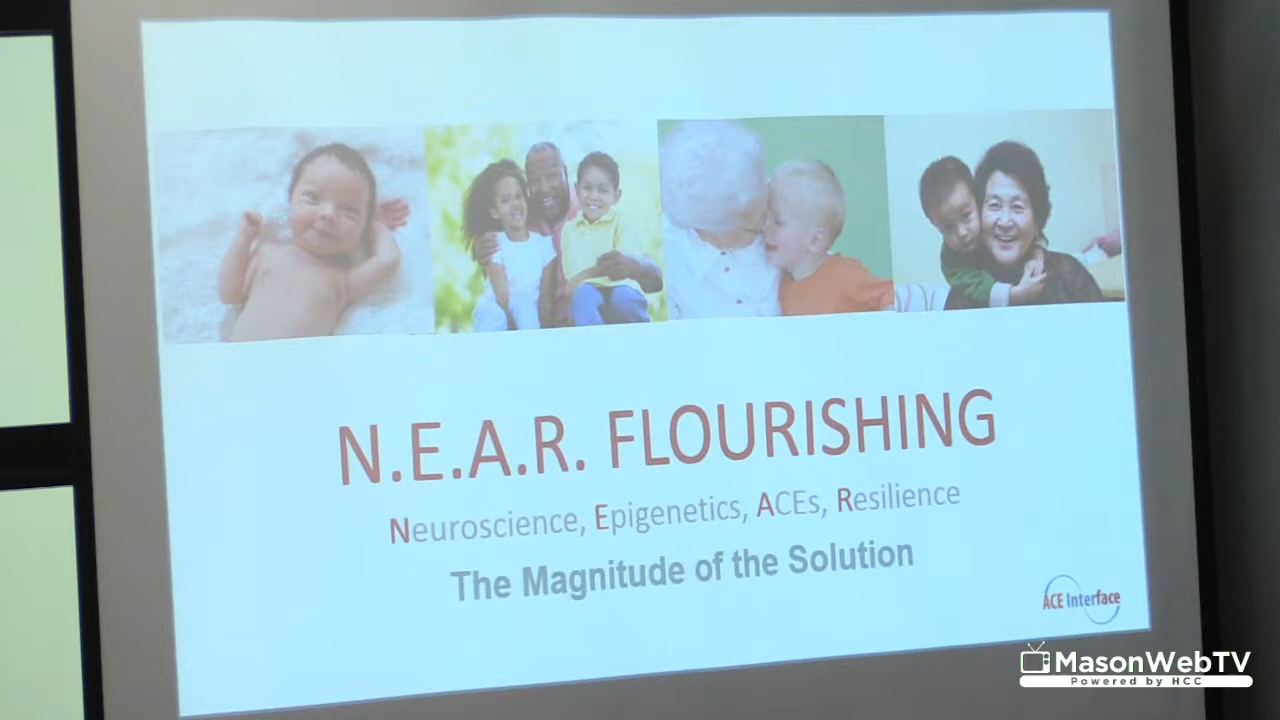 N.E.A.R. FLOURISHING
Neuroscience, Epigenetics, ACEs, Resilience
The Magnitude of the Solution
ACE Interface
MasonWebTV
Powered by HCC